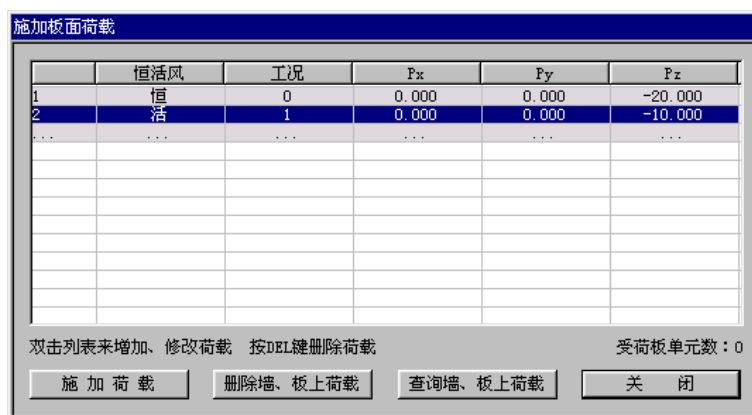 施加板面荷载
恒活风 工况 Px Py Pz
1 恒 0 0.000 0.000 -20.000
2 活 1 0.000 0.000 -10.000
... ... ... ... ... ...
双击列表来增加、修改荷载 按DEL键删除荷载 受荷板单元数：0
施 加 荷 载 删除墙、板上荷载 查询墙、板上荷载 关 闭